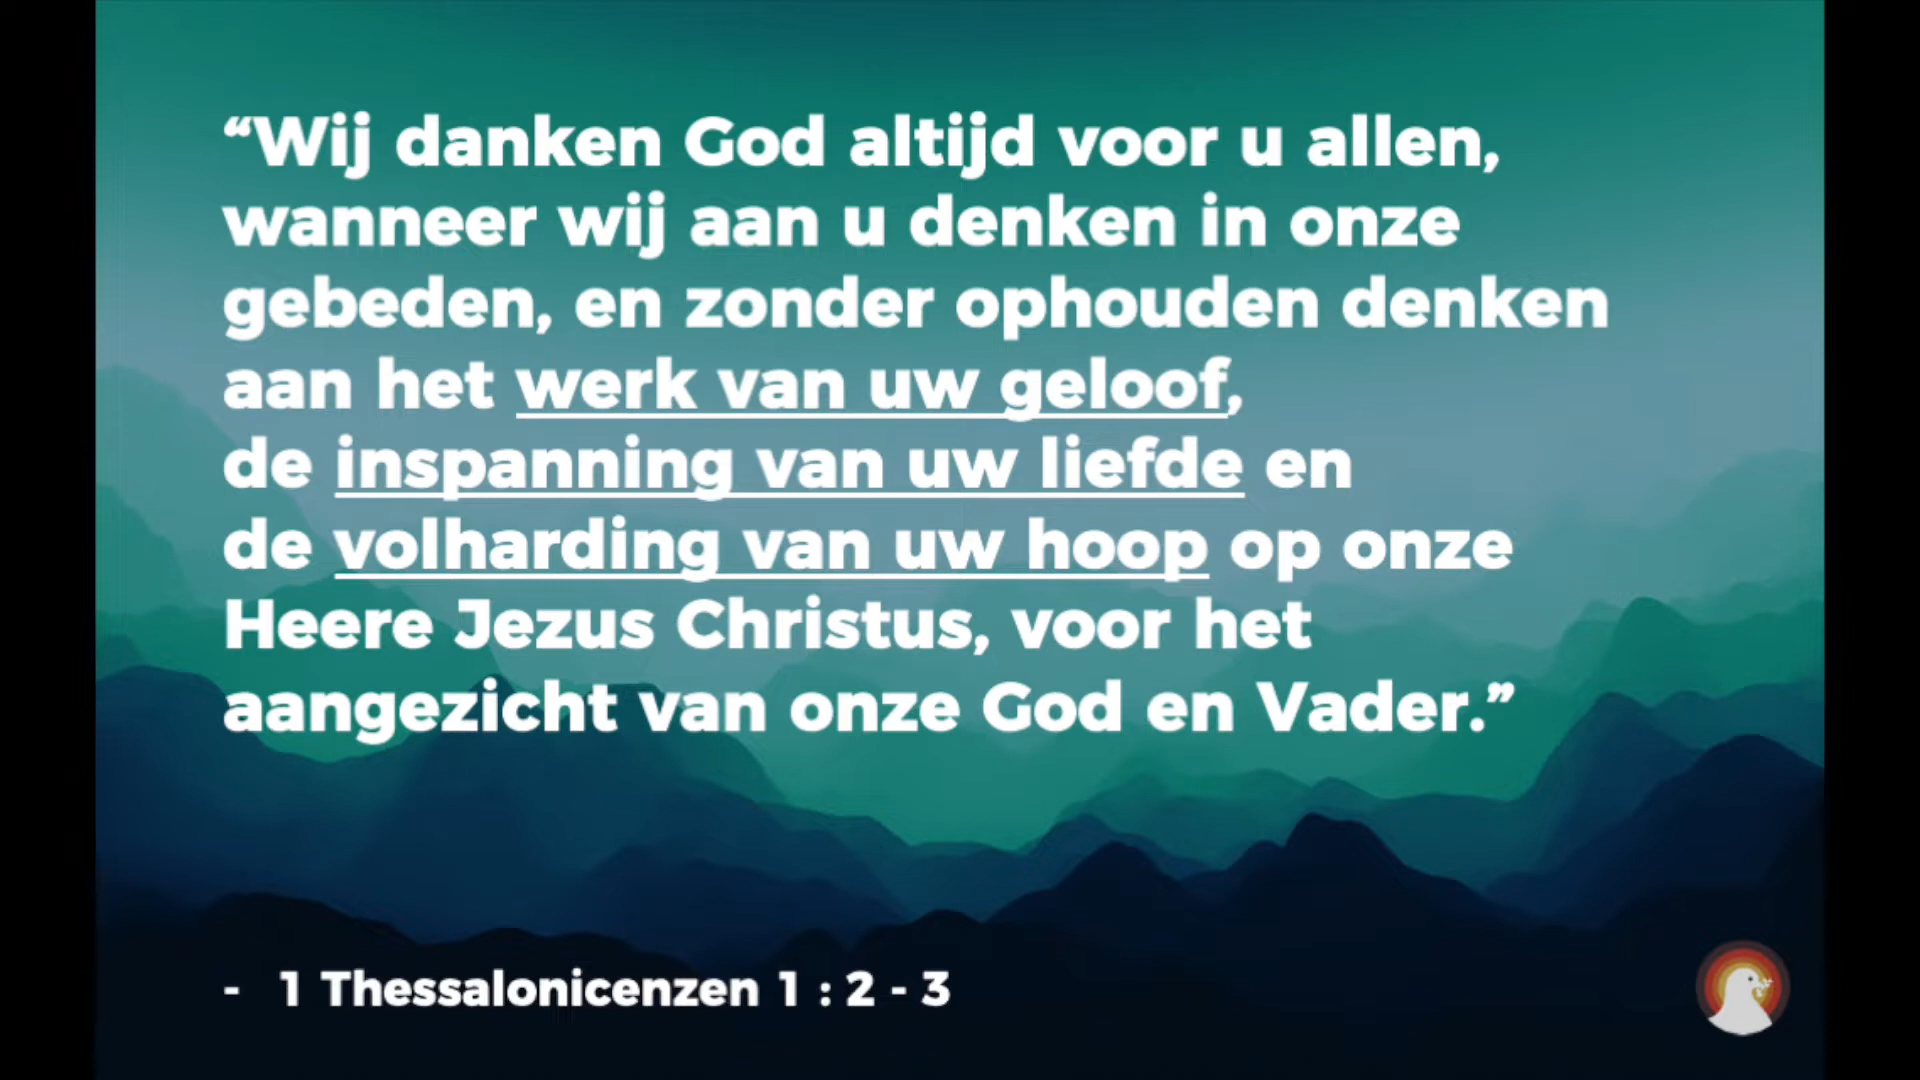 “Wij danken God altijd voor u allen,
wanneer wij aan u denken in onze
gebeden, en zonder ophouden denken
aan het werk van uw geloof,
de inspanning van uw liefde en
de volharding van uw hoop op onze
Heere Jezus Christus, voor het
aangezicht van onze God en Vader.”
- 1 Thessalonicenzen 1 : 2 - 3